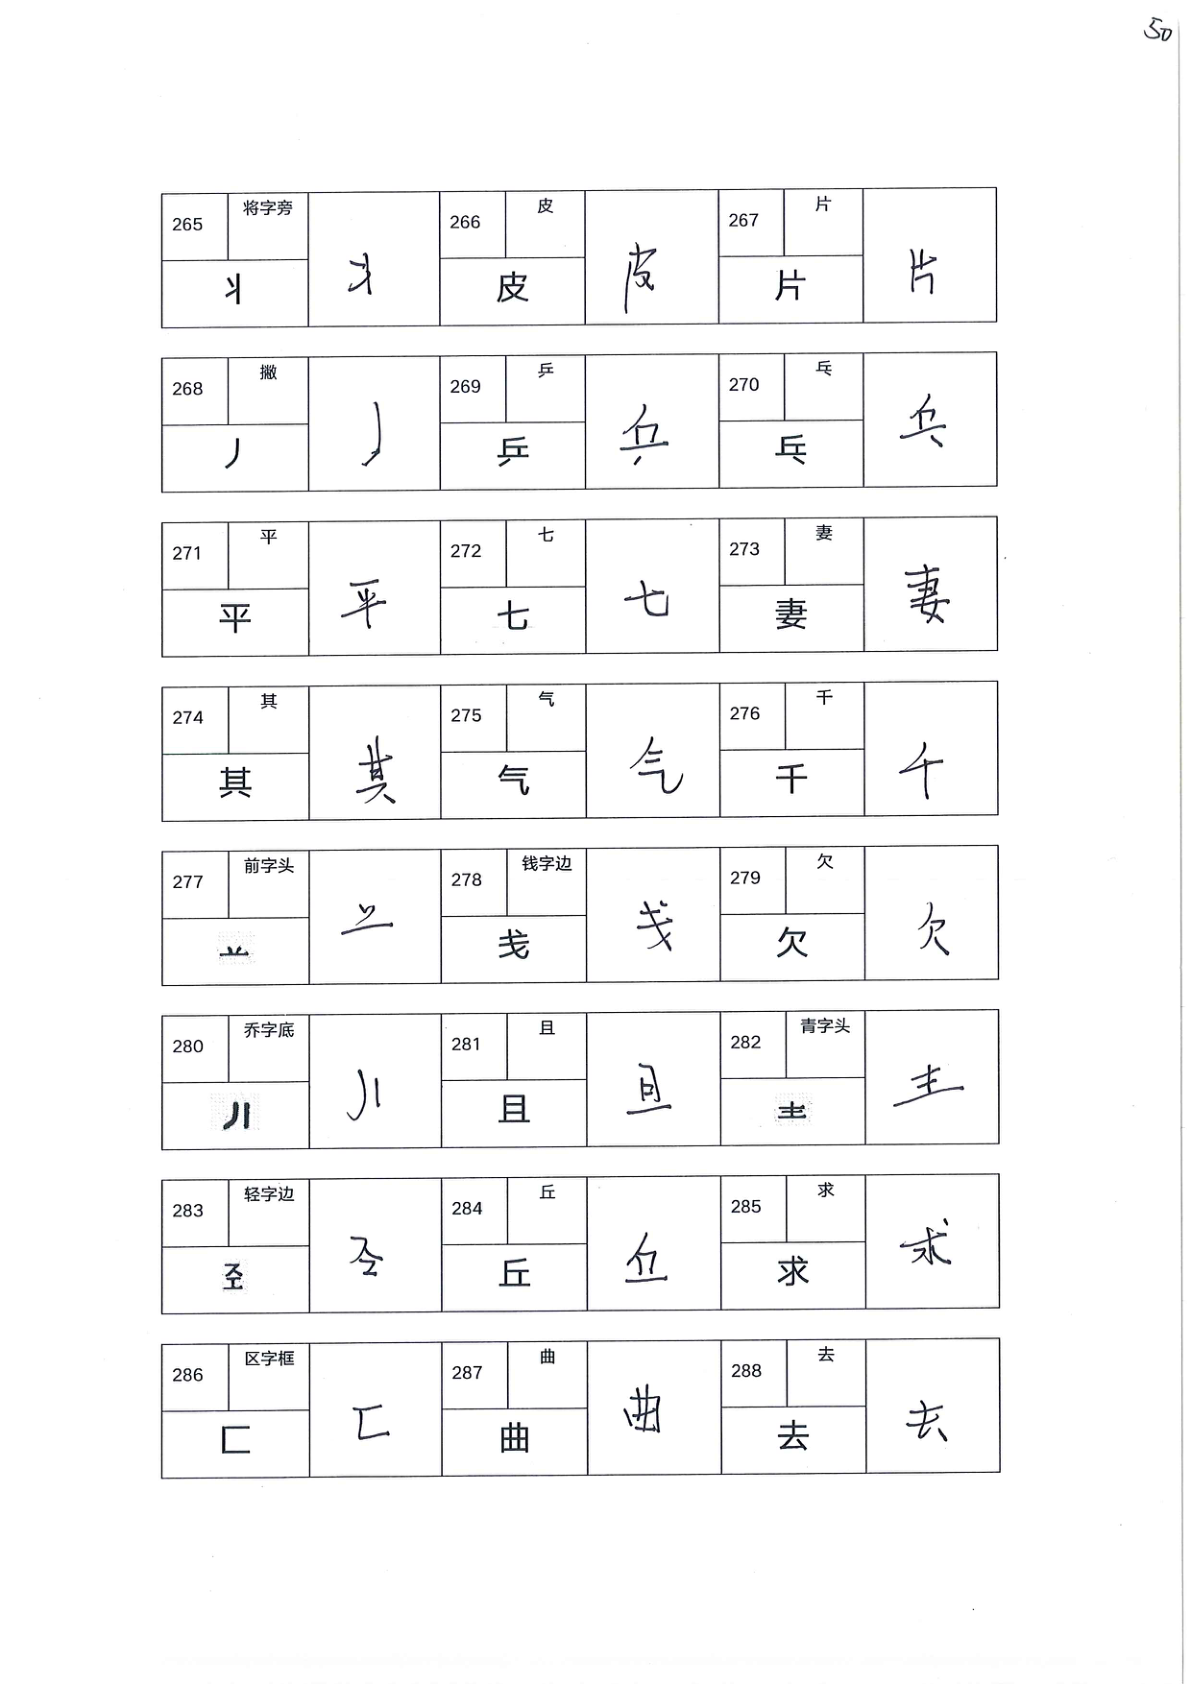 50
265 将字旁 丬 丬 266 皮 皮 皮 267 片 片 片
268 撇 丿 丿 269 乒 乒 乒 270 乓 乓 乓
271 平 平 平 272 七 七 七 273 妻 妻 妻
274 其 其 其 275 气 气 气 276 千 千 千
277 前字头 䒑 䒑 278 钱字边 戋 戋 279 欠 欠 欠
280 乔字底 丿丨 丿丨 281 且 且 且 282 青字头 龶 龶
283 轻字边 𢀖 𢀖 284 丘 丘 丘 285 求 求 求
286 区字框 匚 匚 287 曲 曲 曲 288 去 去 去